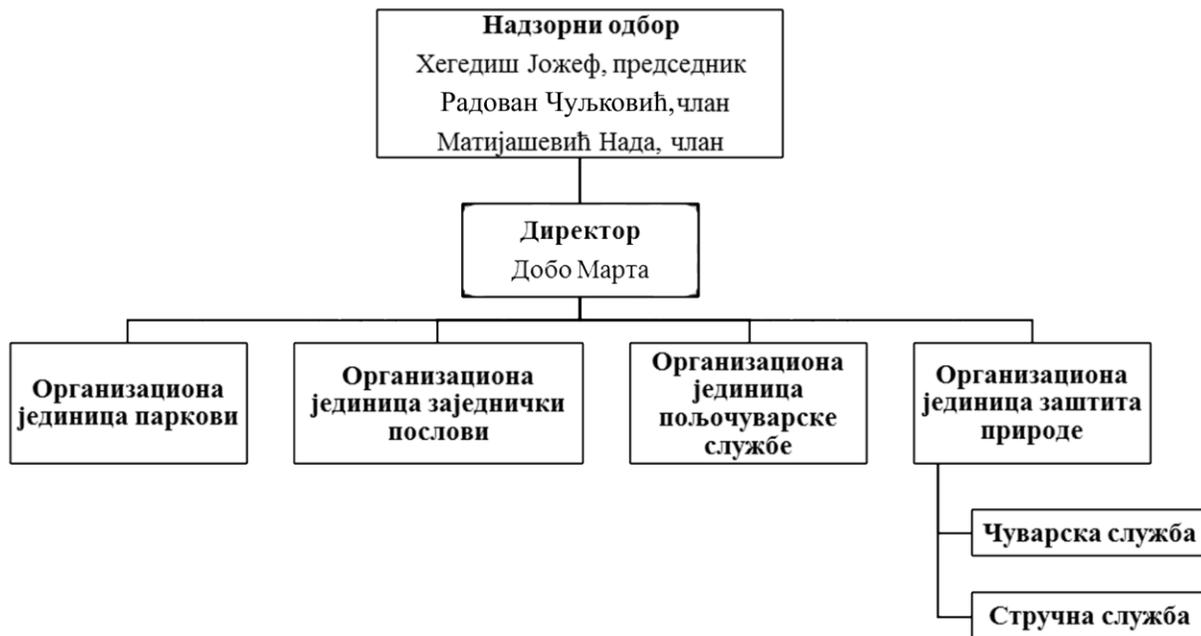 Надзорни одбор
Хегедиш Јожеф, председник
Радован Чуљковић, члан
Матијашевић Нада, члан
Директор
Добо Марта
Организациона
јединица паркови
Организациона
јединица заједнички
послови
Организациона
јединица
пољочуварске
службе
Организациона
јединица заштита
природе
Чуварска служба
Стручна служба